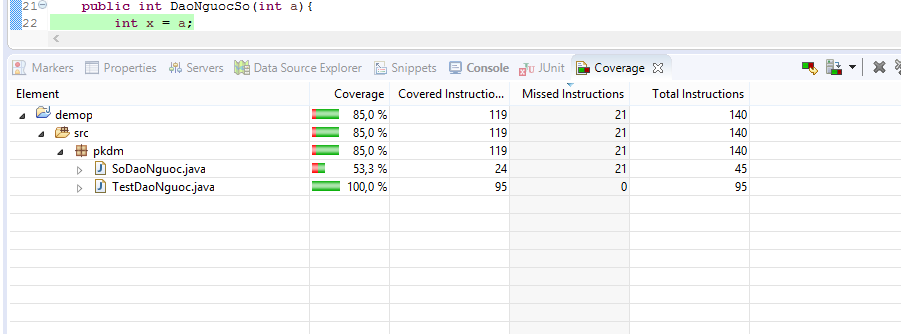 21 public int DaoNguocSo(int a){
22 int x = a;
Markers Properties Servers Data Source Explorer Snippets Console JUnit Coverage
Element Coverage Covered Instructio... Missed Instructions Total Instructions
demop 85,0 % 119 21 140
src 85,0 % 119 21 140
pkdm 85,0 % 119 21 140
SoDaoNguoc.java 53,3 % 24 21 45
TestDaoNguoc.java 100,0 % 95 0 95